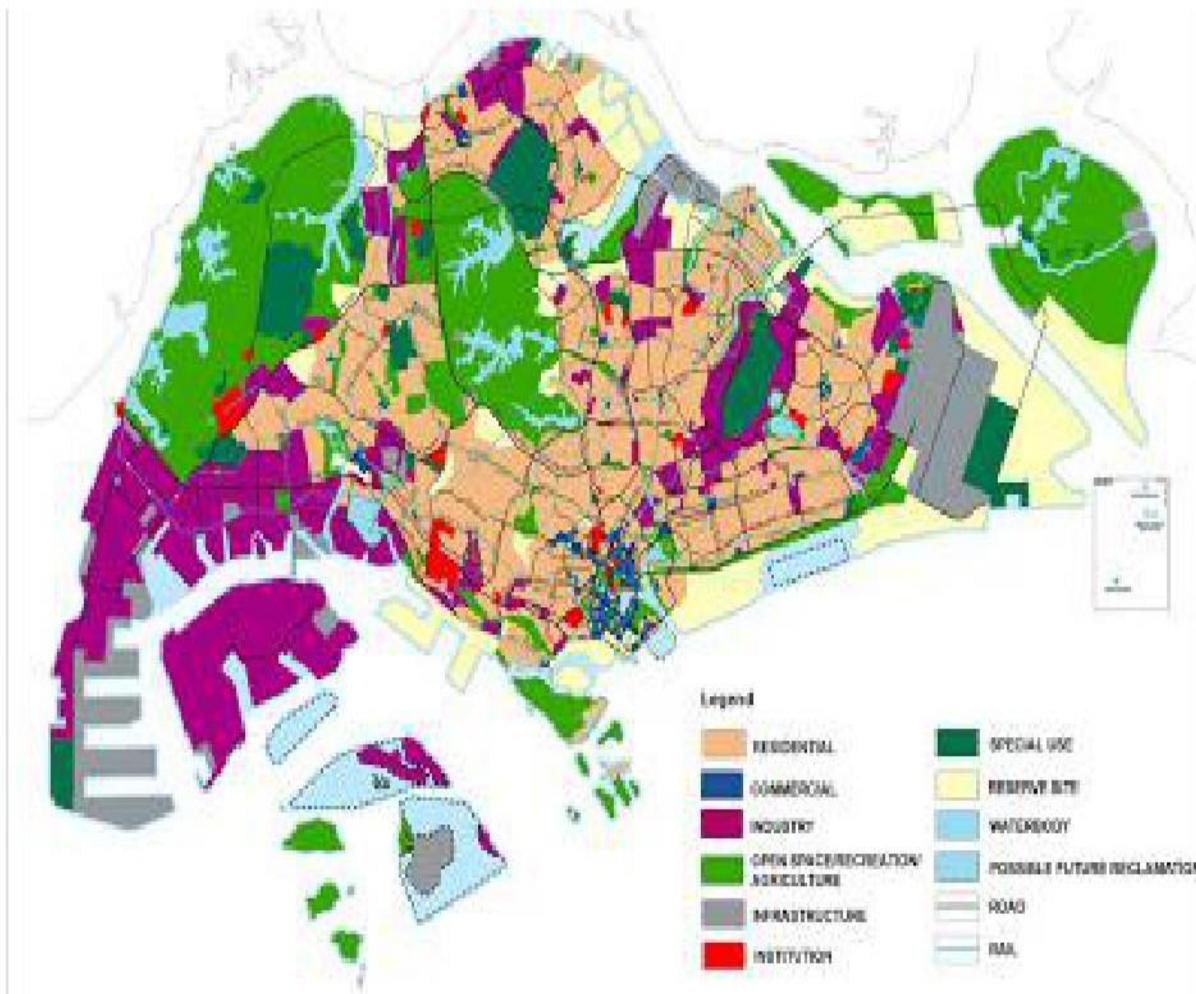 Legend
RESIDENTIAL
COMMERCIAL
INDUSTRY
OPEN SPACE/RECREATION/
AGRICULTURE
INFRASTRUCTURE
INSTITUTION
SPECIAL USE
RESERVE SITE
WATERBODY
POSSIBLE FUTURE RECLAMATION
ROAD
RAIL